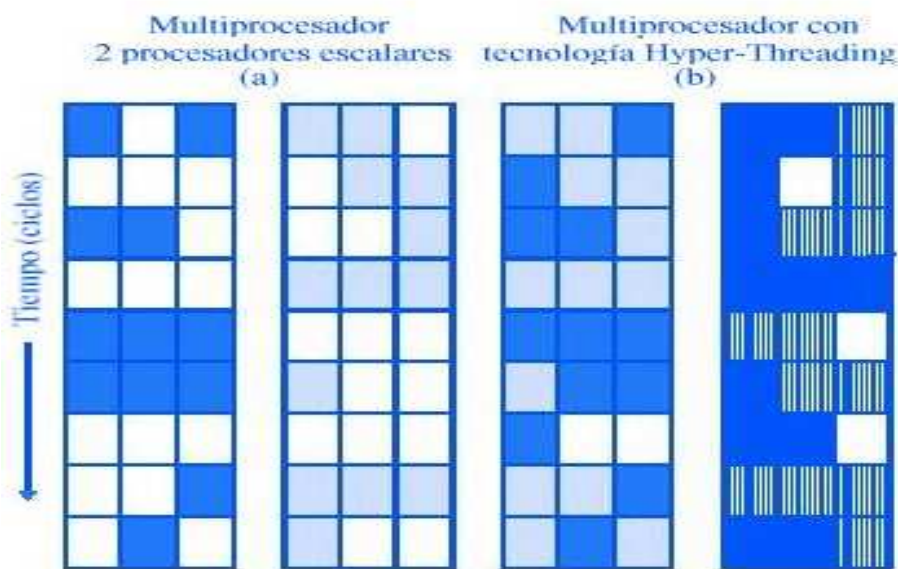 Multiprocesador
2 procesadores escalares
(a)
Multiprocesador con
tecnología Hyper-Threading
(b)
Tiempo (ciclos)